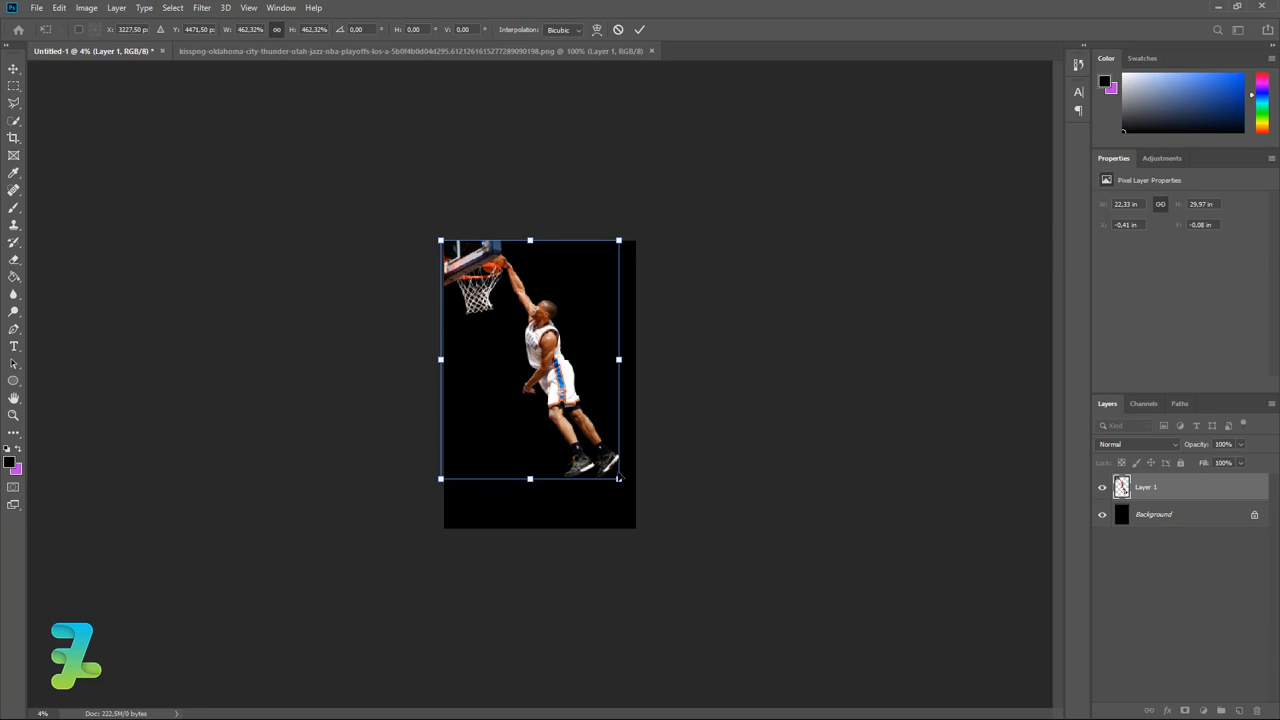 Ps File Edit Image Layer Type Select Filter 3D View Window Help
X: 3227,50 px Y: 4471,50 px W: 462,32% H: 462,32% 0,00 ° H: 0,00 ° V: 0,00 ° Interpolation: Bicubic
Untitled-1 @ 4% (Layer 1, RGB/8) * × kisspng-oklahoma-city-thunder-utah-jazz-nba-playoffs-los-a-5b0f4b0d04d295.6121261615277289090198.png @ 100% (Layer 1, RGB/8) ×
Color Swatches
Properties Adjustments
Pixel Layer Properties
W: 22,33 in H: 29,97 in
X: -0,41 in Y: -0,08 in
Layers Channels Paths
Kind
Normal Opacity: 100%
Lock: Fill: 100%
Layer 1
Background
4% Doc: 222,5M/0 bytes